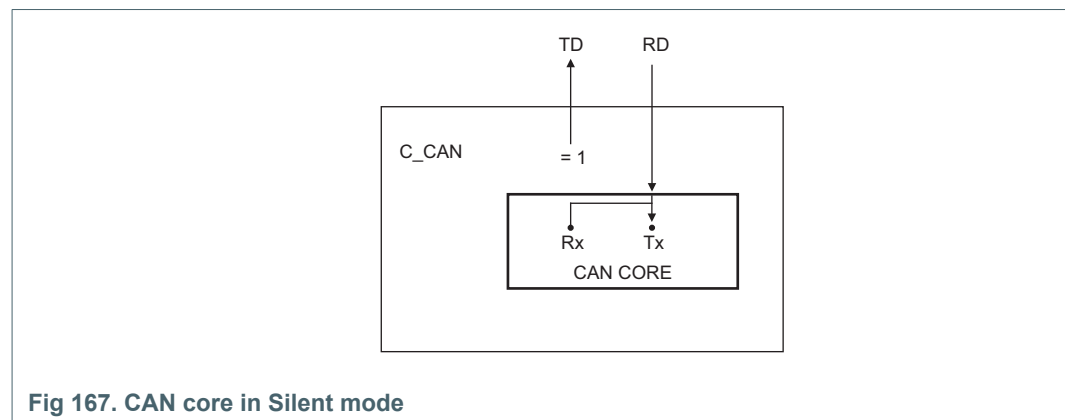 TD RD
C_CAN
= 1
Rx Tx
CAN CORE
Fig 167. CAN core in Silent mode